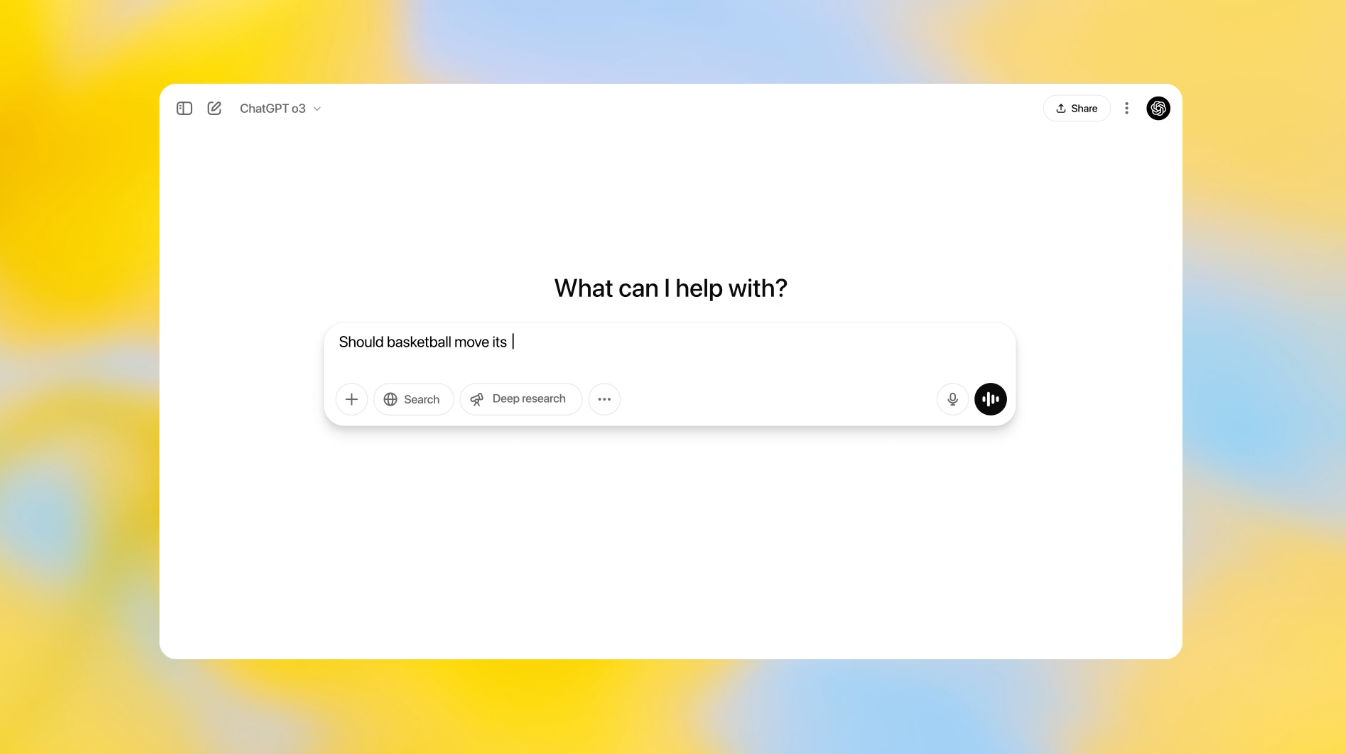 ChatGPT o3
Share
What can I help with?
Should basketball move its
Search
Deep research